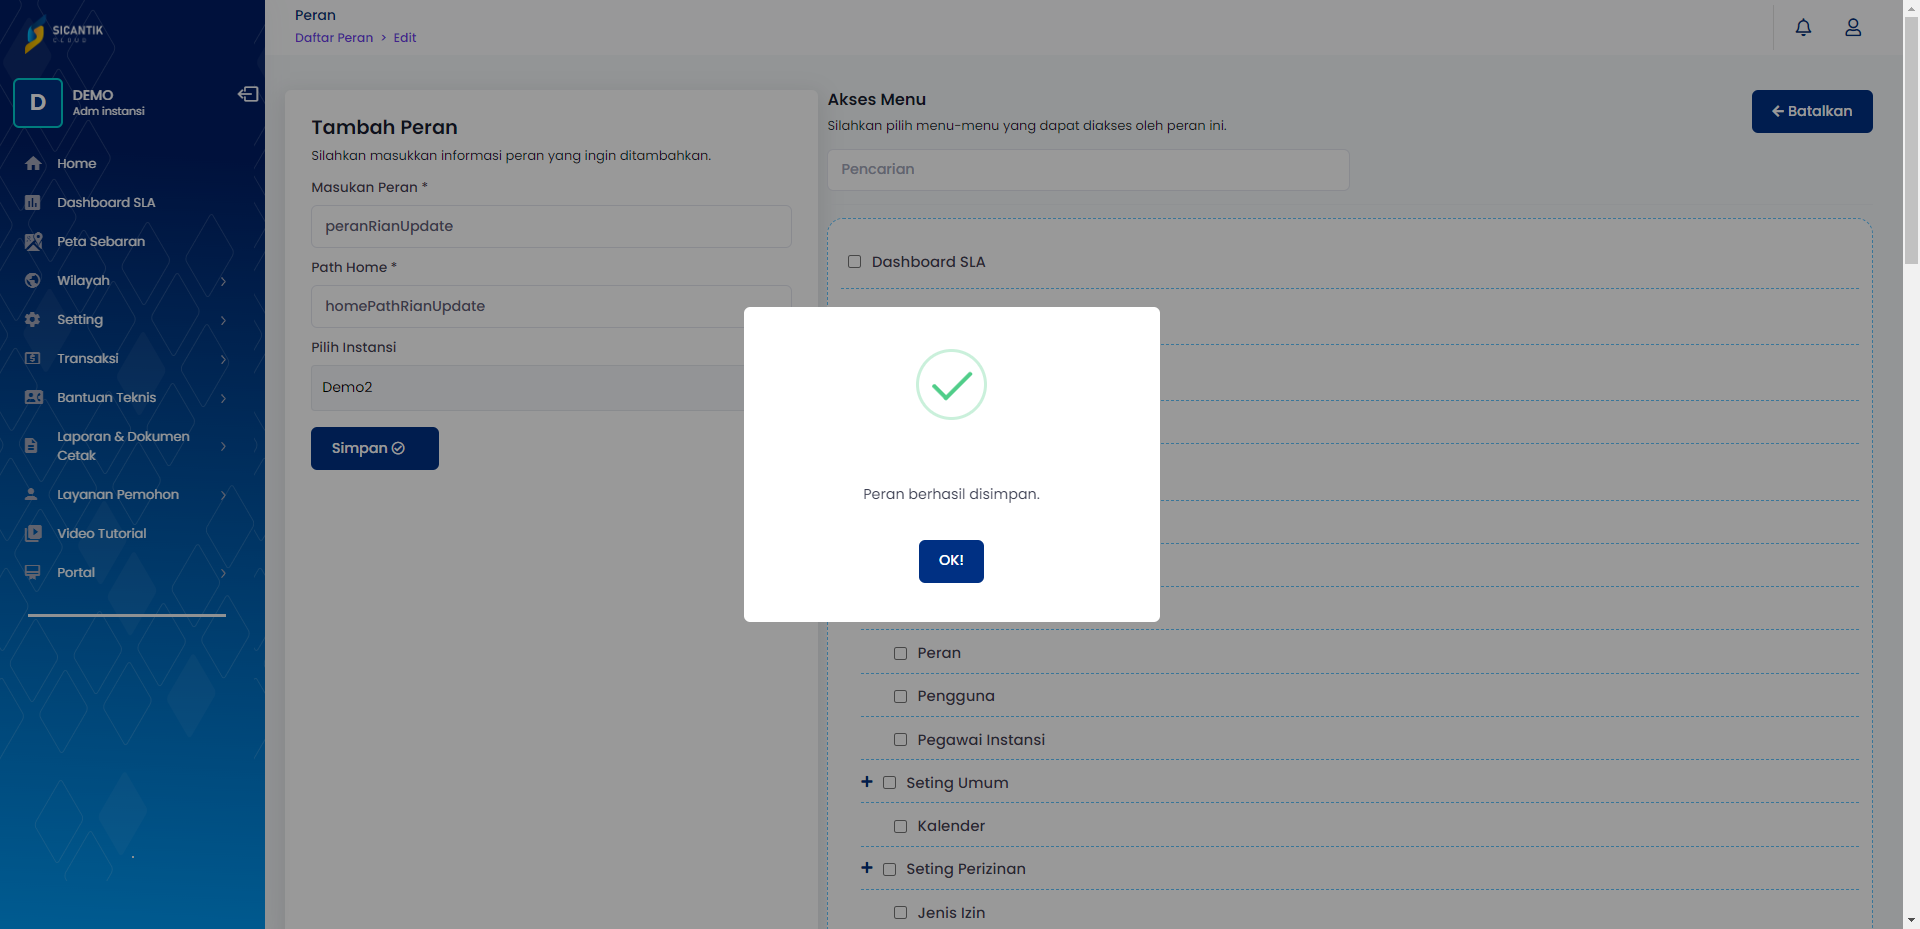 SICANTIK
CLOUD
D
DEMO
Adm instansi
Home
Dashboard SLA
Peta Sebaran
Wilayah
Setting
Transaksi
Bantuan Teknis
Laporan & Dokumen
Cetak
Layanan Pemohon
Video Tutorial
Portal
Peran
Daftar Peran > Edit
Tambah Peran
Silahkan masukkan informasi peran yang ingin ditambahkan.
Masukan Peran *
peranRianUpdate
Path Home *
homePathRianUpdate
Pilih Instansi
Demo2
Simpan
Akses Menu
Silahkan pilih menu-menu yang dapat diakses oleh peran ini.
Batalkan
Pencarian
Dashboard SLA
Peran berhasil disimpan.
OK!
Peran
Pengguna
Pegawai Instansi
Seting Umum
Kalender
Seting Perizinan
Jenis Izin